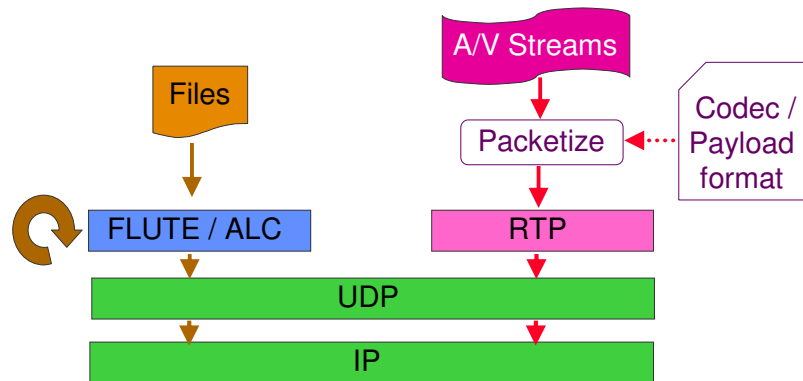 A/V Streams
Files
Codec /
Payload
format
Packetize
FLUTE / ALC
RTP
UDP
IP